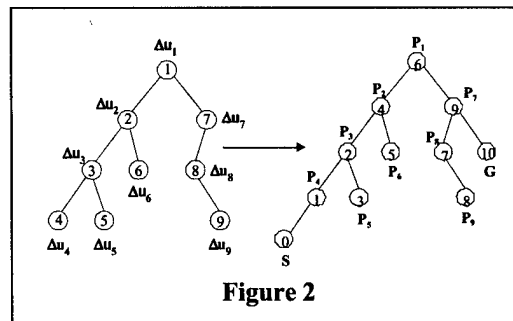 Δu₁ P₁
1 6
Δu₂ P₂
2 7 Δu₇ 4 9 P₇
P₃ P₈
Δu₃ 3 6 8 Δu₈ 2 5 7 10
Δu₆ P₄ P₆ G
4 5 9 1 3 8
Δu₄ Δu₅ Δu₉ P₅ P₉
0
S
Figure 2